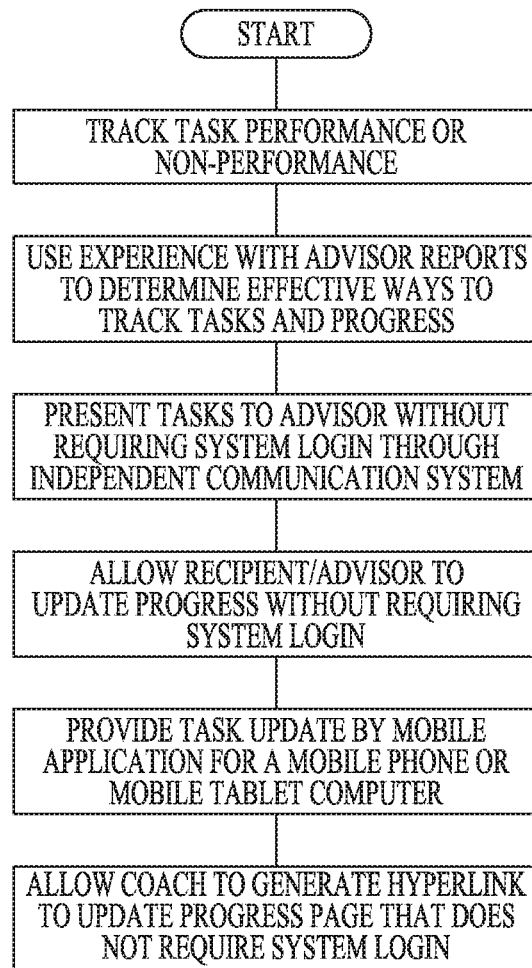 START
TRACK TASK PERFORMANCE OR
NON-PERFORMANCE
USE EXPERIENCE WITH ADVISOR REPORTS
TO DETERMINE EFFECTIVE WAYS TO
TRACK TASKS AND PROGRESS
PRESENT TASKS TO ADVISOR WITHOUT
REQUIRING SYSTEM LOGIN THROUGH
INDEPENDENT COMMUNICATION SYSTEM
ALLOW RECIPIENT/ADVISOR TO
UPDATE PROGRESS WITHOUT REQUIRING
SYSTEM LOGIN
PROVIDE TASK UPDATE BY MOBILE
APPLICATION FOR A MOBILE PHONE OR
MOBILE TABLET COMPUTER
ALLOW COACH TO GENERATE HYPERLINK
TO UPDATE PROGRESS PAGE THAT DOES
NOT REQUIRE SYSTEM LOGIN